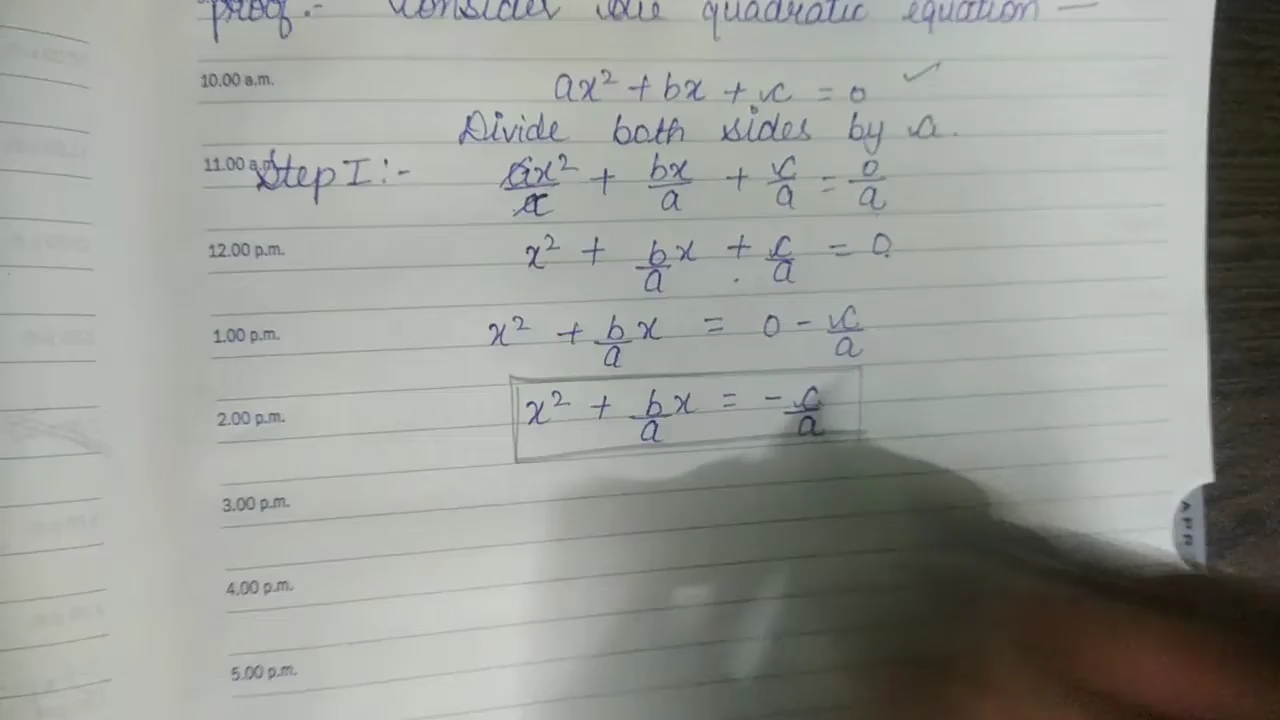 proof :- Consider the quadratic equation —
10.00 a.m.
ax² + bx + c = 0 ✓
Divide both sides by a.
11.00 a.m.
Step I :- ax²/a + bx/a + c/a = 0/a
12.00 p.m.
x² + b/a x + c/a = 0
1.00 p.m.
x² + b/a x = 0 - c/a
2.00 p.m.
x² + b/a x = - c/a
3.00 p.m.
4.00 p.m.
5.00 p.m.
APR